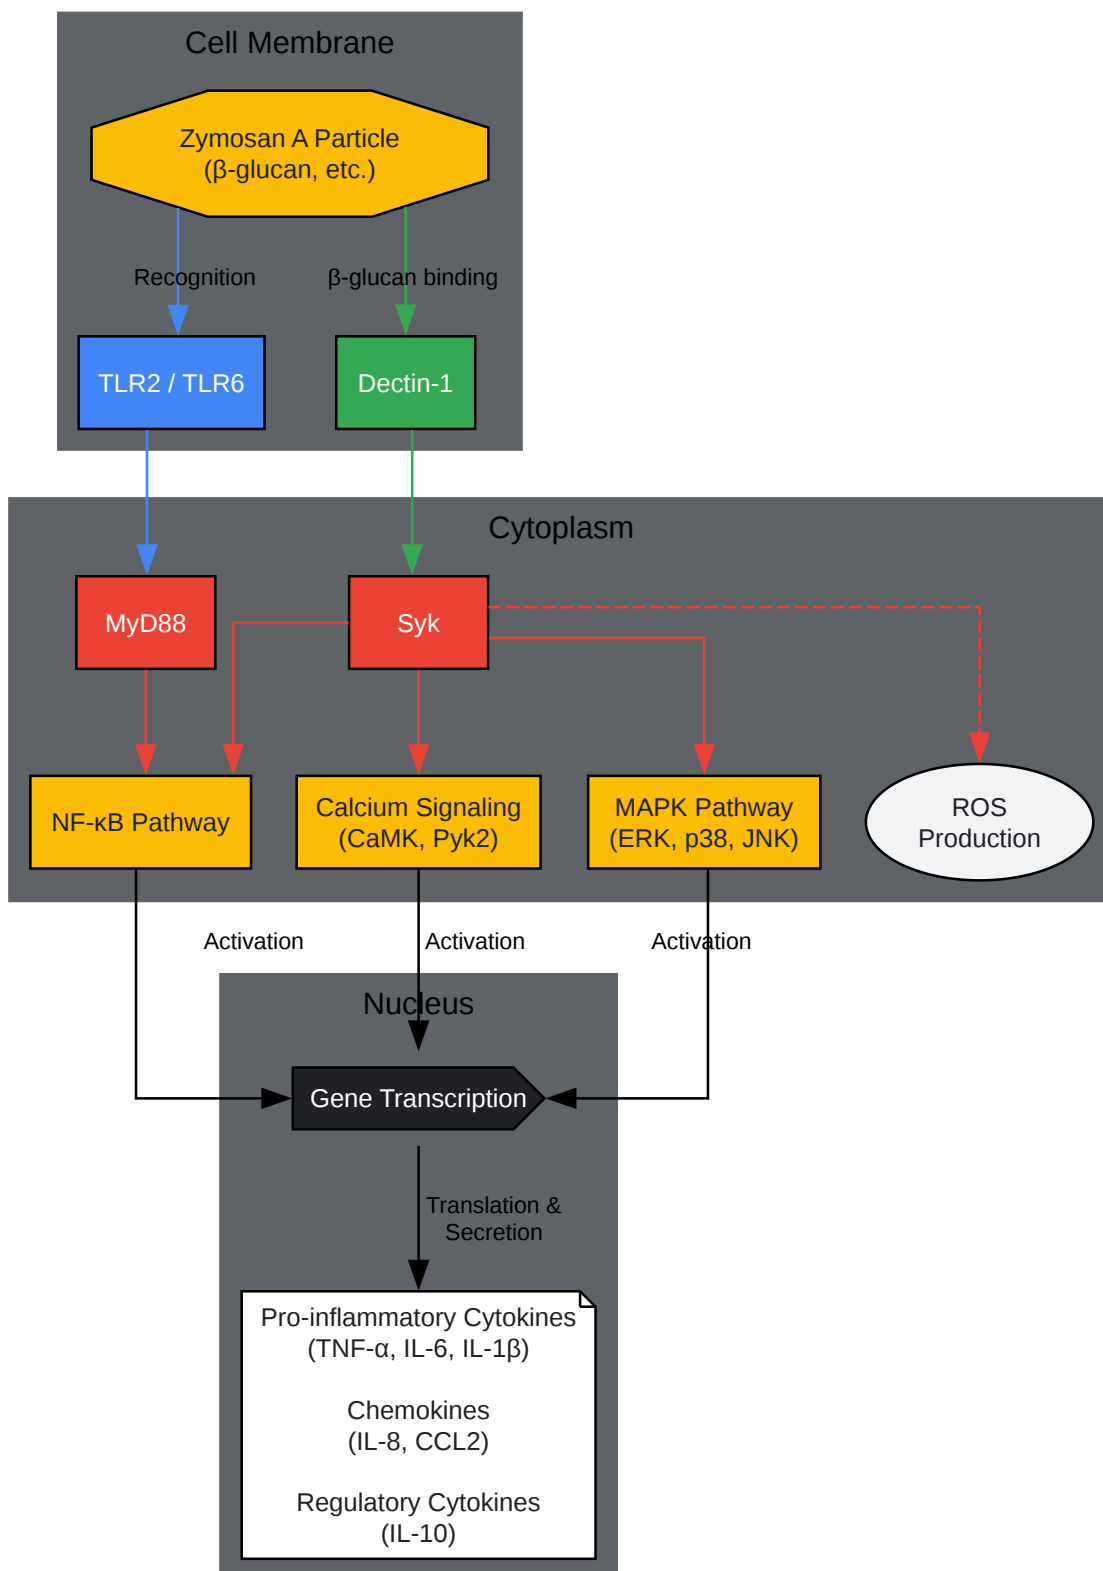 Cell Membrane
Zymosan A Particle
(β-glucan, etc.)
Recognition
β-glucan binding
TLR2 / TLR6
Dectin-1
Cytoplasm
MyD88
Syk
NF-κB Pathway
Calcium Signaling
(CaMK, Pyk2)
MAPK Pathway
(ERK, p38, JNK)
ROS
Production
Activation
Activation
Activation
Nucleus
Gene Transcription
Translation &
Secretion
Pro-inflammatory Cytokines
(TNF-α, IL-6, IL-1β)
Chemokines
(IL-8, CCL2)
Regulatory Cytokines
(IL-10)